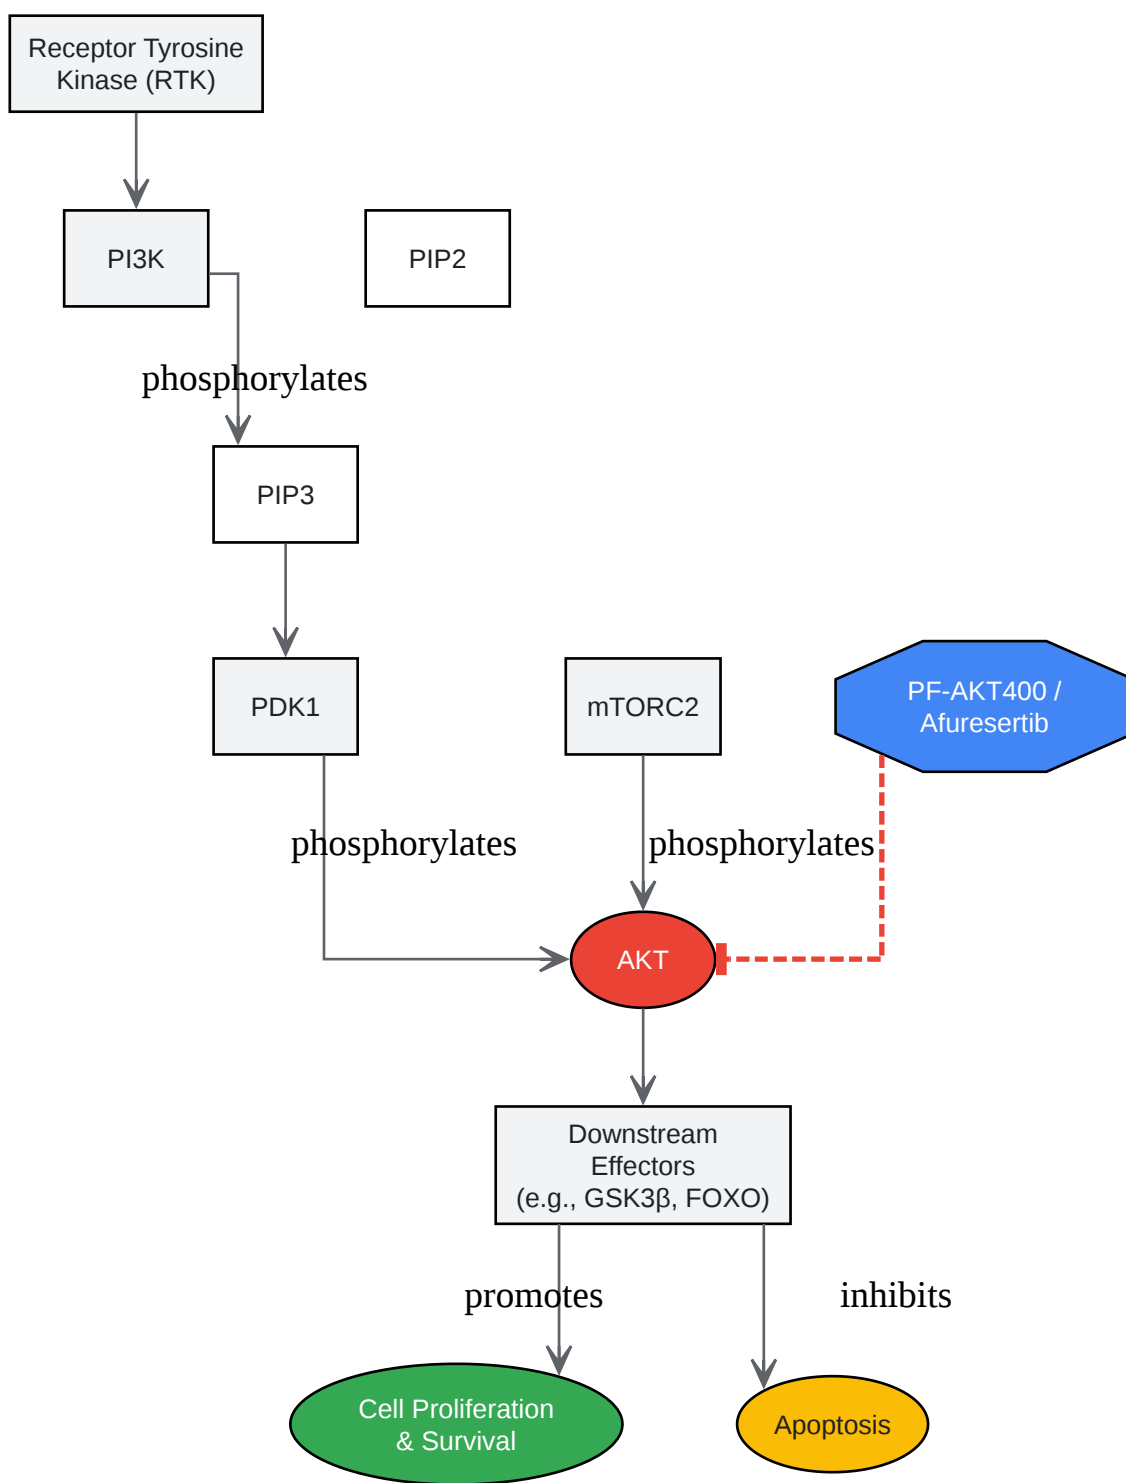 Receptor Tyrosine
Kinase (RTK)
PI3K
PIP2
phosphorylates
PIP3
PDK1
mTORC2
PF-AKT400 /
Afuresertib
phosphorylates
phosphorylates
AKT
Downstream
Effectors
(e.g., GSK3β, FOXO)
promotes
inhibits
Cell Proliferation
& Survival
Apoptosis